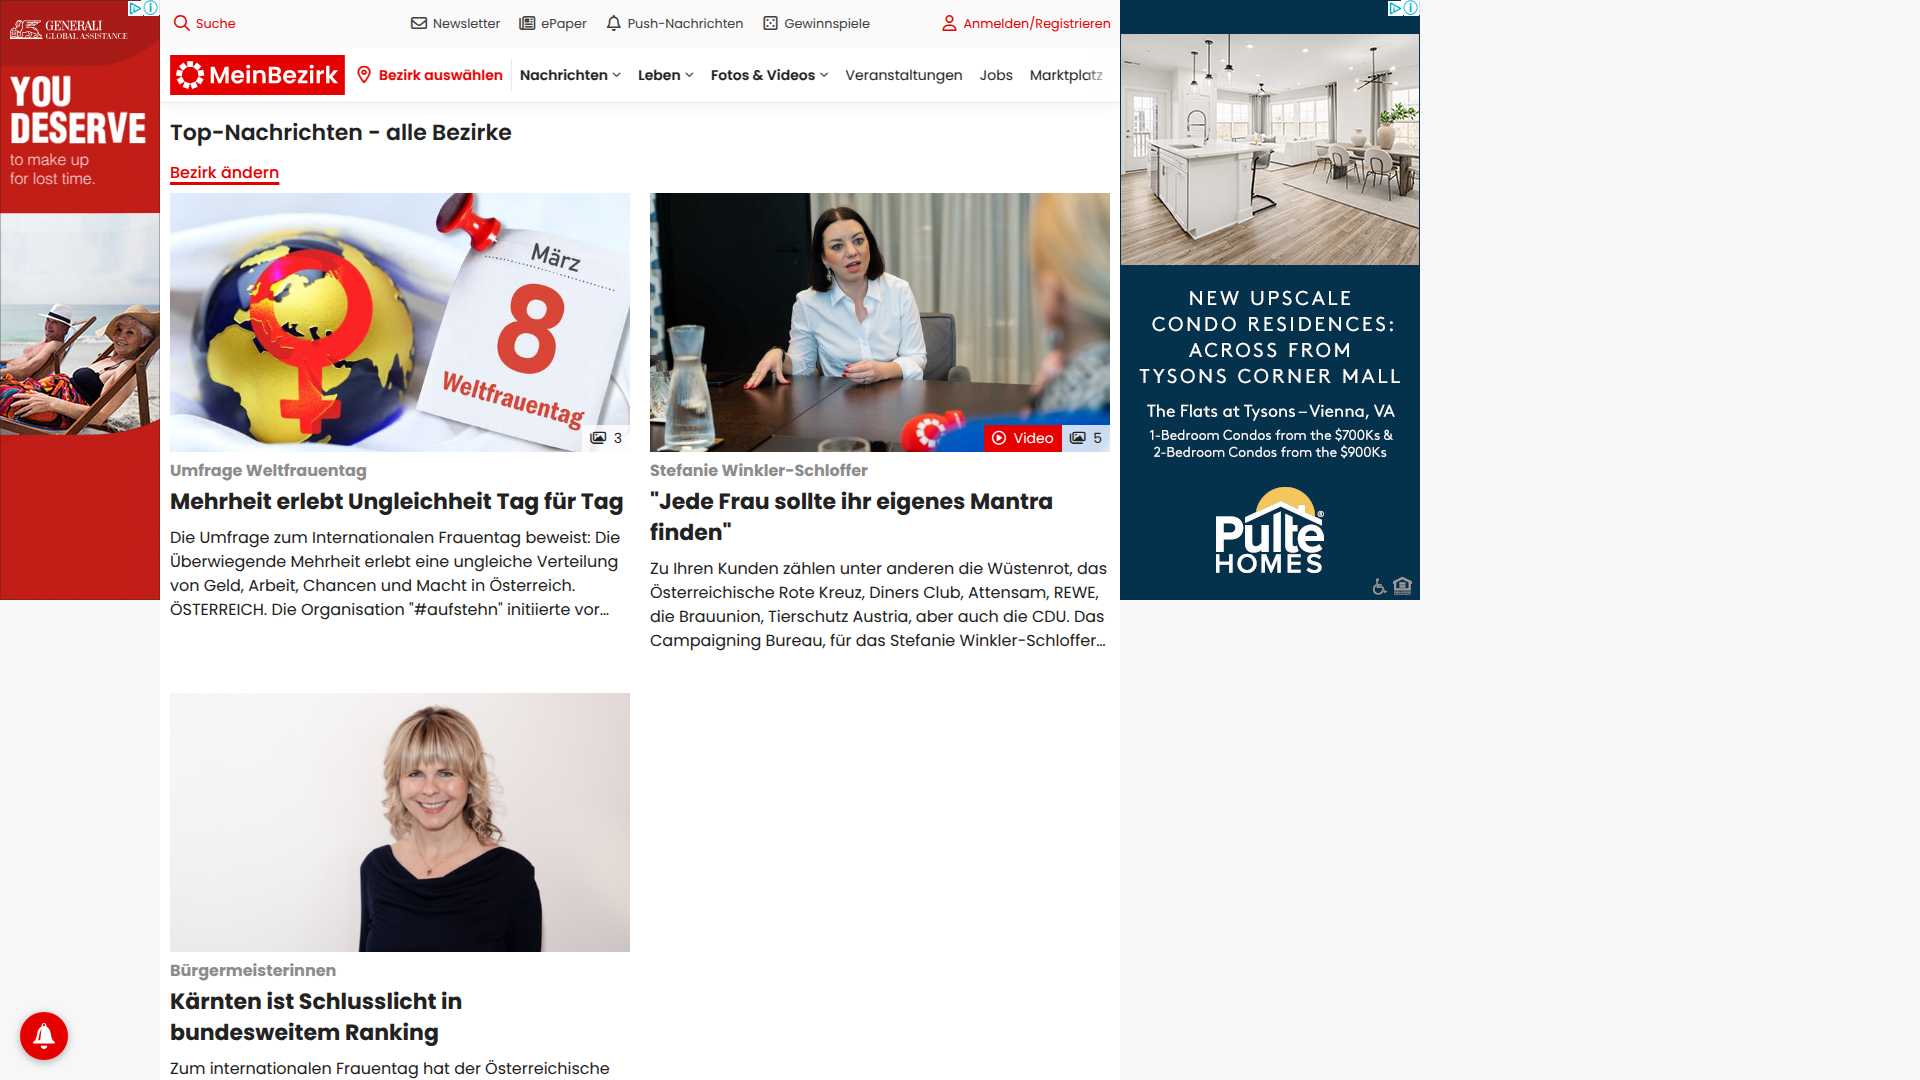 GENERALI
GLOBAL ASSISTANCE
YOU
DESERVE
to make up
for lost time.
Suche
Newsletter
ePaper
Push-Nachrichten
Gewinnspiele
Anmelden/Registrieren
MeinBezirk
Bezirk auswählen
Nachrichten
Leben
Fotos & Videos
Veranstaltungen
Jobs
Marktplatz
Top-Nachrichten - alle Bezirke
Bezirk ändern
März
8
Weltfrauentag
3
Umfrage Weltfrauentag
Mehrheit erlebt Ungleichheit Tag für Tag
Die Umfrage zum Internationalen Frauentag beweist: Die
Überwiegende Mehrheit erlebt eine ungleiche Verteilung
von Geld, Arbeit, Chancen und Macht in Österreich.
ÖSTERREICH. Die Organisation "#aufstehn" initiierte vor...
Video
5
Stefanie Winkler-Schloffer
"Jede Frau sollte ihr eigenes Mantra
finden"
Zu Ihren Kunden zählen unter anderen die Wüstenrot, das
Österreichische Rote Kreuz, Diners Club, Attensam, REWE,
die Brauunion, Tierschutz Austria, aber auch die CDU. Das
Campaigning Bureau, für das Stefanie Winkler-Schloffer...
Bürgermeisterinnen
Kärnten ist Schlusslicht in
bundesweitem Ranking
Zum internationalen Frauentag hat der Österreichische
NEW UPSCALE
CONDO RESIDENCES:
ACROSS FROM
TYSONS CORNER MALL
The Flats at Tysons – Vienna, VA
1-Bedroom Condos from the $700Ks &
2-Bedroom Condos from the $900Ks
Pulte®
HOMES